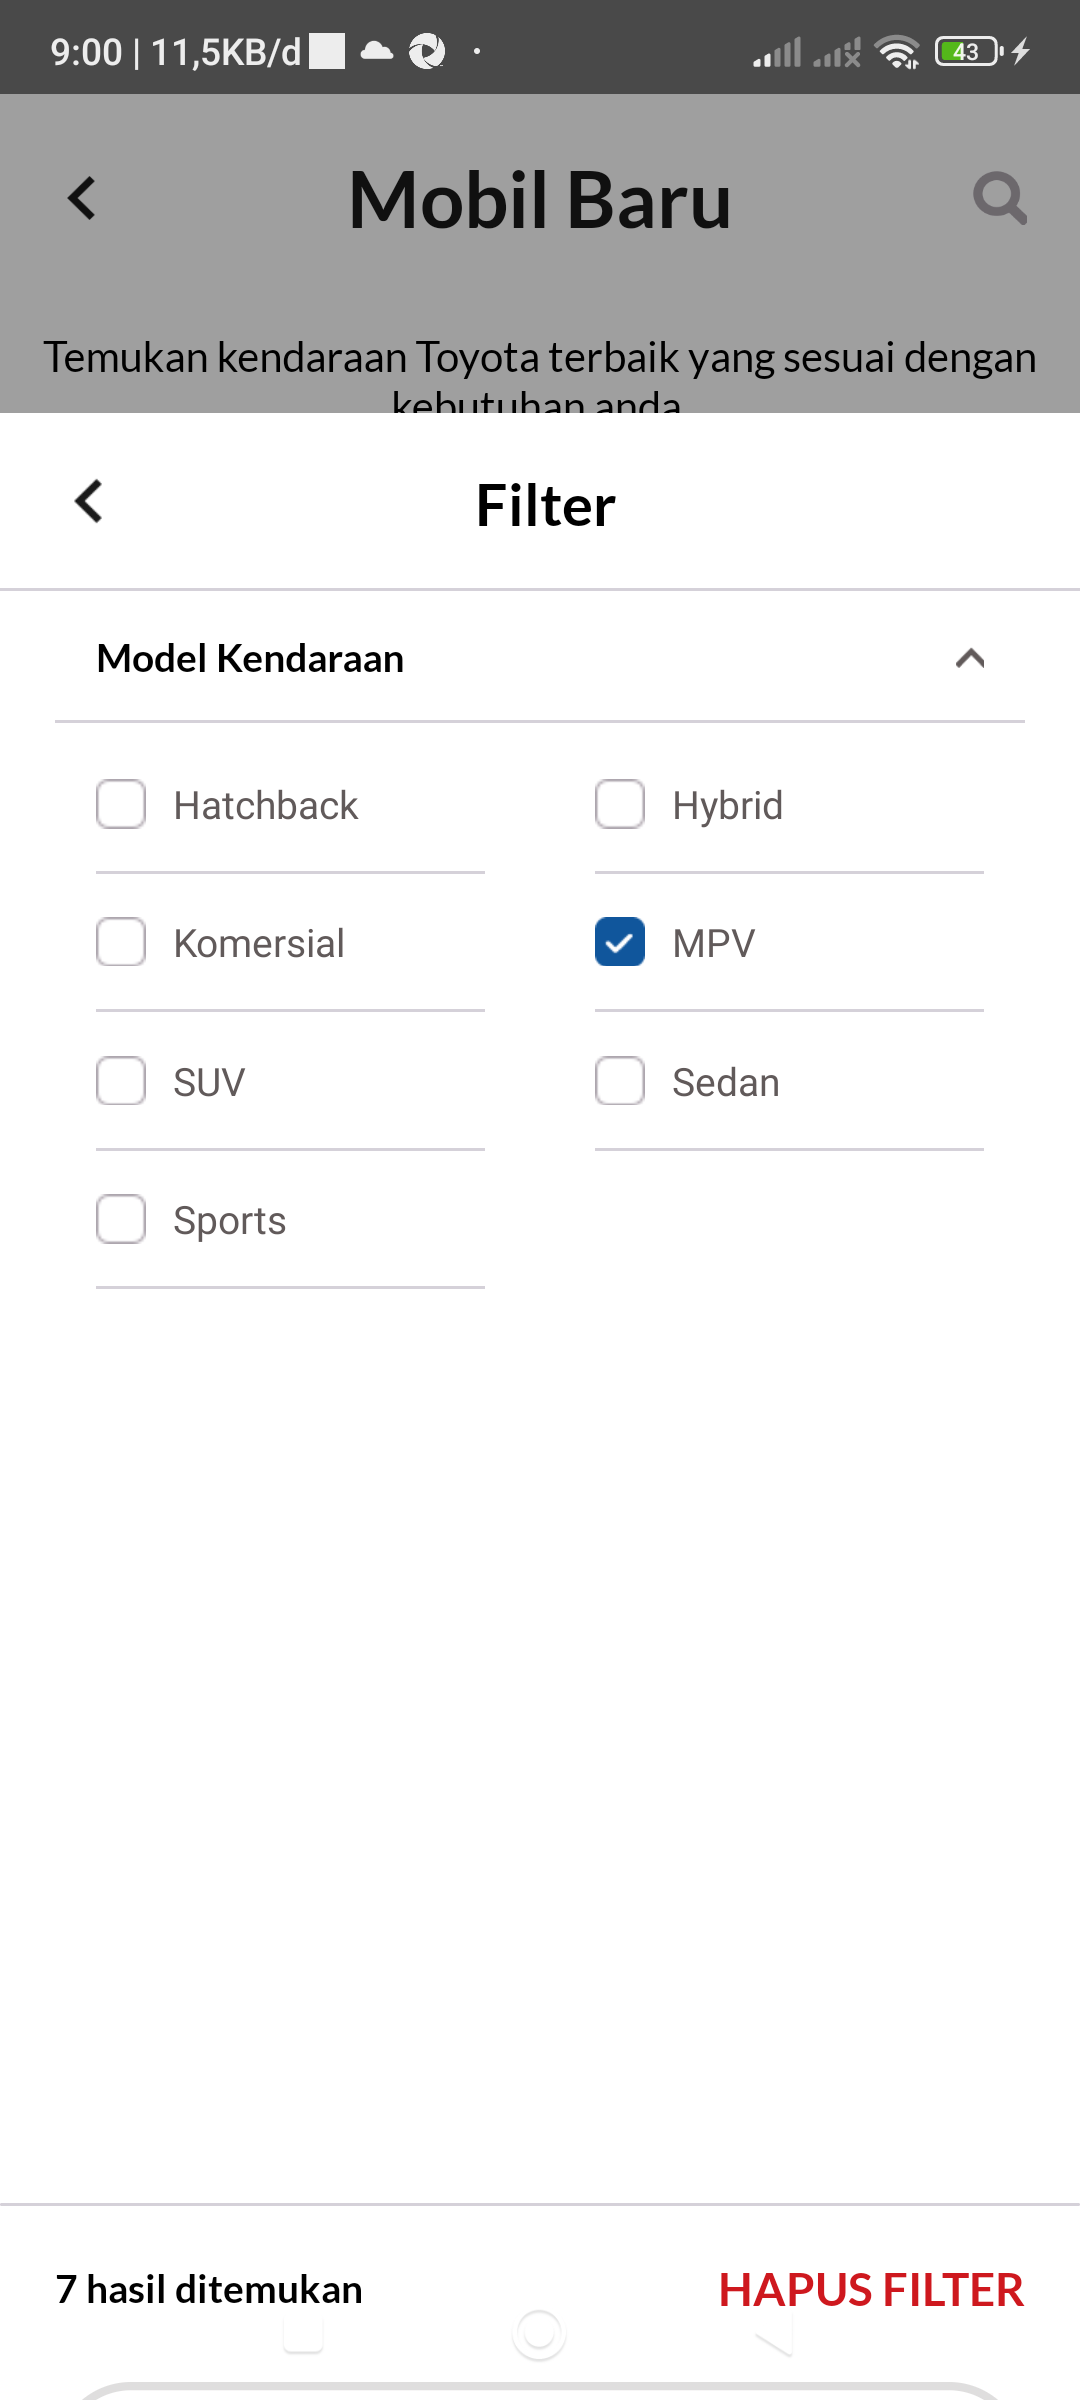 9:00 | 11,5KB/d
43
Mobil Baru
Temukan kendaraan Toyota terbaik yang sesuai dengan
kebutuhan anda
Filter
Model Kendaraan
Hatchback
Hybrid
Komersial
MPV
SUV
Sedan
Sports
7 hasil ditemukan
HAPUS FILTER